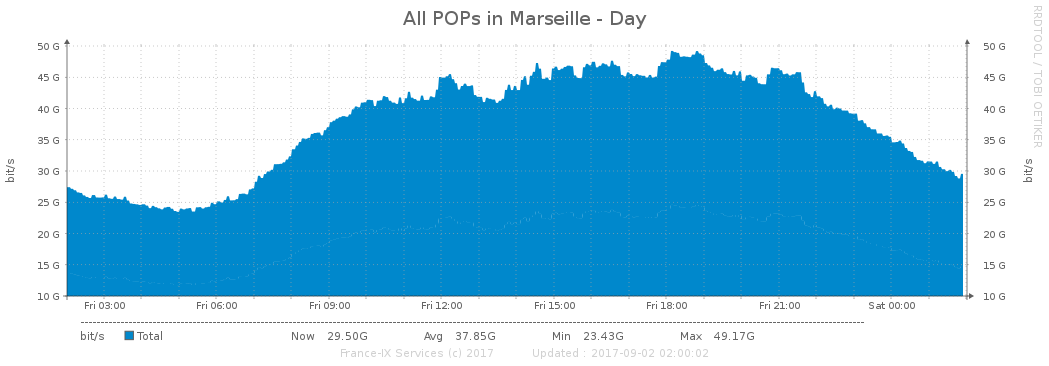 All POPs in Marseille - Day
RRDTOOL / TOBI OETIKER
50 G 50 G
45 G 45 G
40 G 40 G
35 G 35 G
30 G 30 G
25 G 25 G
20 G 20 G
15 G 15 G
10 G 10 G
bit/s
bit/s
Fri 03:00 Fri 06:00 Fri 09:00 Fri 12:00 Fri 15:00 Fri 18:00 Fri 21:00 Sat 00:00
bit/s Total Now 29.50G Avg 37.85G Min 23.43G Max 49.17G
France-IX Services (c) 2017 Updated : 2017-09-02 02:00:02